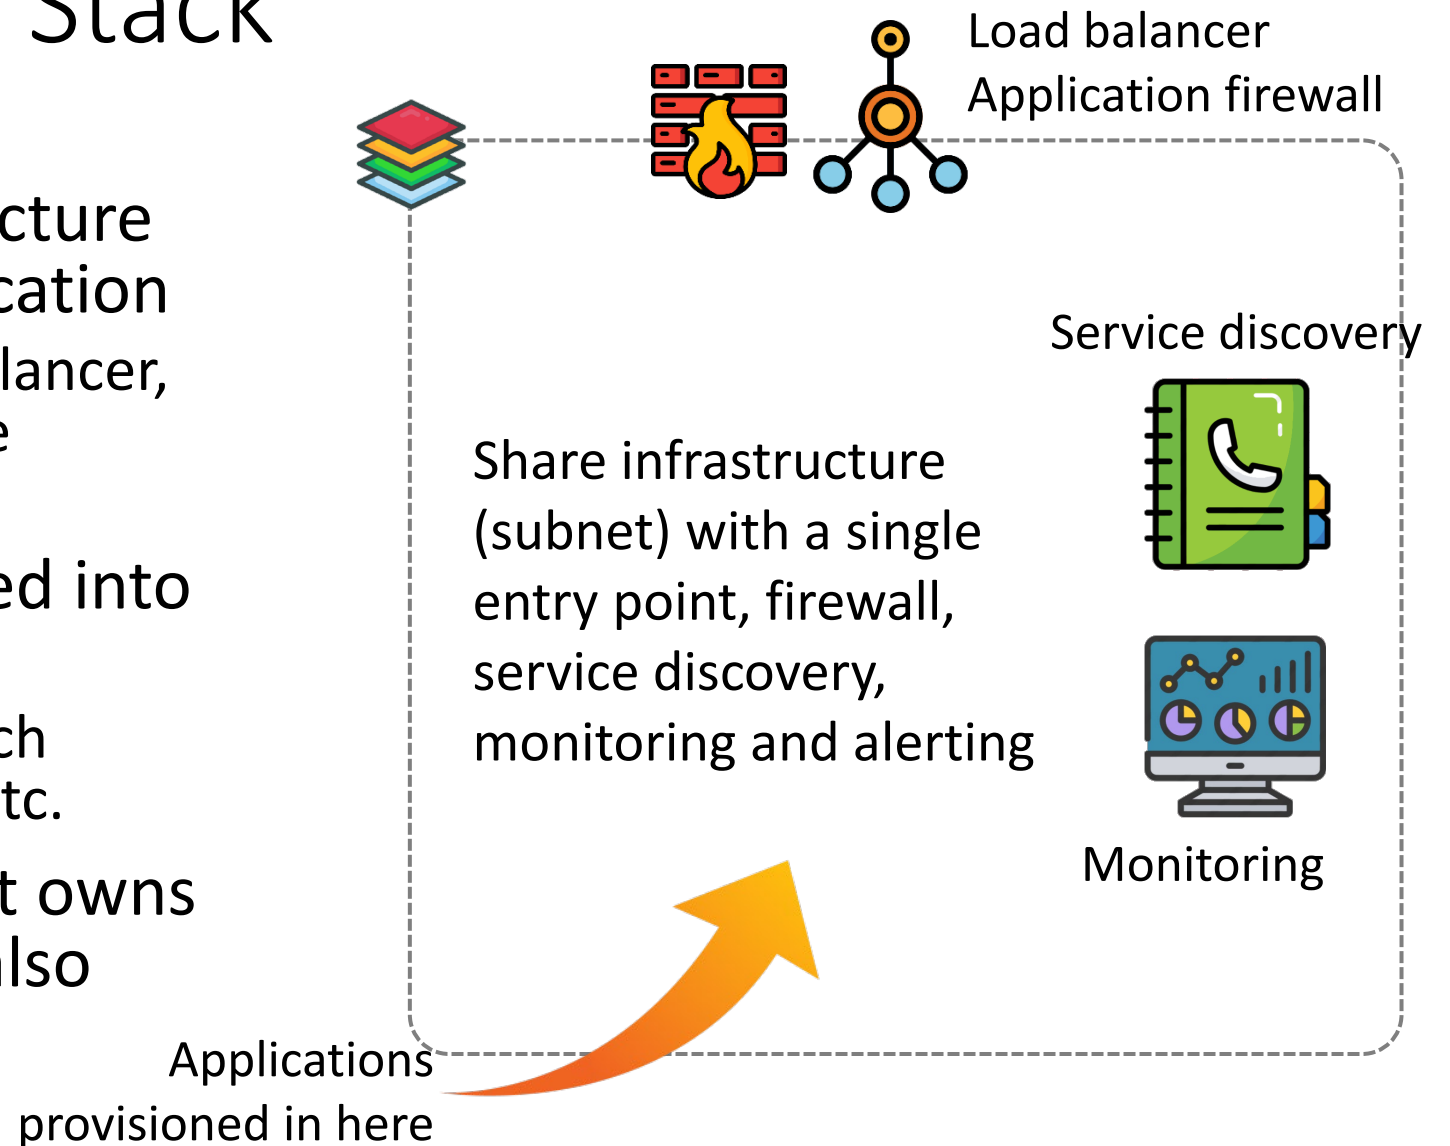 Stack
cture
cation
lancer,
e
ed into
ch
tc.
t owns
also
Load balancer
Application firewall
Service discovery
Share infrastructure
(subnet) with a single
entry point, firewall,
service discovery,
monitoring and alerting
Monitoring
Applications
provisioned in here